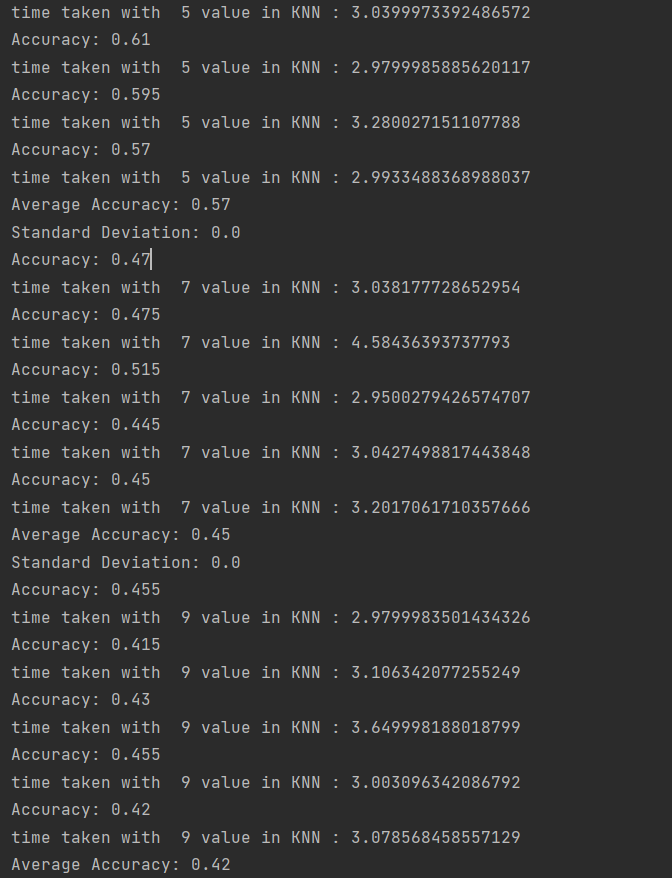 time taken with  5 value in KNN : 3.0399973392486572
Accuracy: 0.61
time taken with  5 value in KNN : 2.9799985885620117
Accuracy: 0.595
time taken with  5 value in KNN : 3.280027151107788
Accuracy: 0.57
time taken with  5 value in KNN : 2.9933488368988037
Average Accuracy: 0.57
Standard Deviation: 0.0
Accuracy: 0.47
time taken with  7 value in KNN : 3.038177728652954
Accuracy: 0.475
time taken with  7 value in KNN : 4.58436393737793
Accuracy: 0.515
time taken with  7 value in KNN : 2.9500279426574707
Accuracy: 0.445
time taken with  7 value in KNN : 3.0427498817443848
Accuracy: 0.45
time taken with  7 value in KNN : 3.2017061710357666
Average Accuracy: 0.45
Standard Deviation: 0.0
Accuracy: 0.455
time taken with  9 value in KNN : 2.9799983501434326
Accuracy: 0.415
time taken with  9 value in KNN : 3.106342077255249
Accuracy: 0.43
time taken with  9 value in KNN : 3.649998188018799
Accuracy: 0.455
time taken with  9 value in KNN : 3.003096342086792
Accuracy: 0.42
time taken with  9 value in KNN : 3.078568458557129
Average Accuracy: 0.42